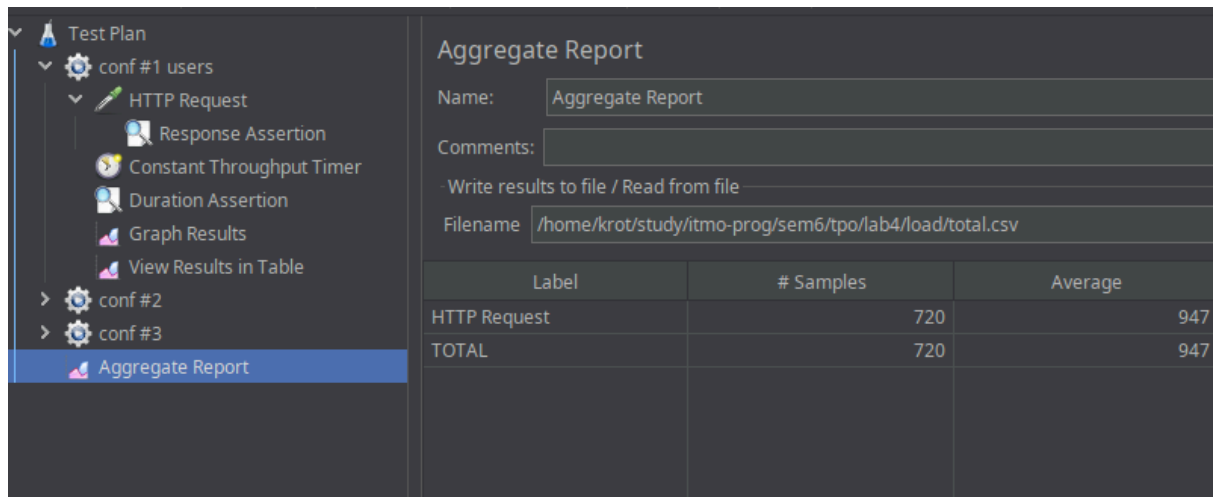 Test Plan
conf #1 users
HTTP Request
Response Assertion
Constant Throughput Timer
Duration Assertion
Graph Results
View Results in Table
conf #2
conf #3
Aggregate Report
Aggregate Report
Name: Aggregate Report
Comments:
Write results to file / Read from file
Filename /home/krot/study/itmo-prog/sem6/tpo/lab4/load/total.csv
Label # Samples Average
HTTP Request 720 947
TOTAL 720 947